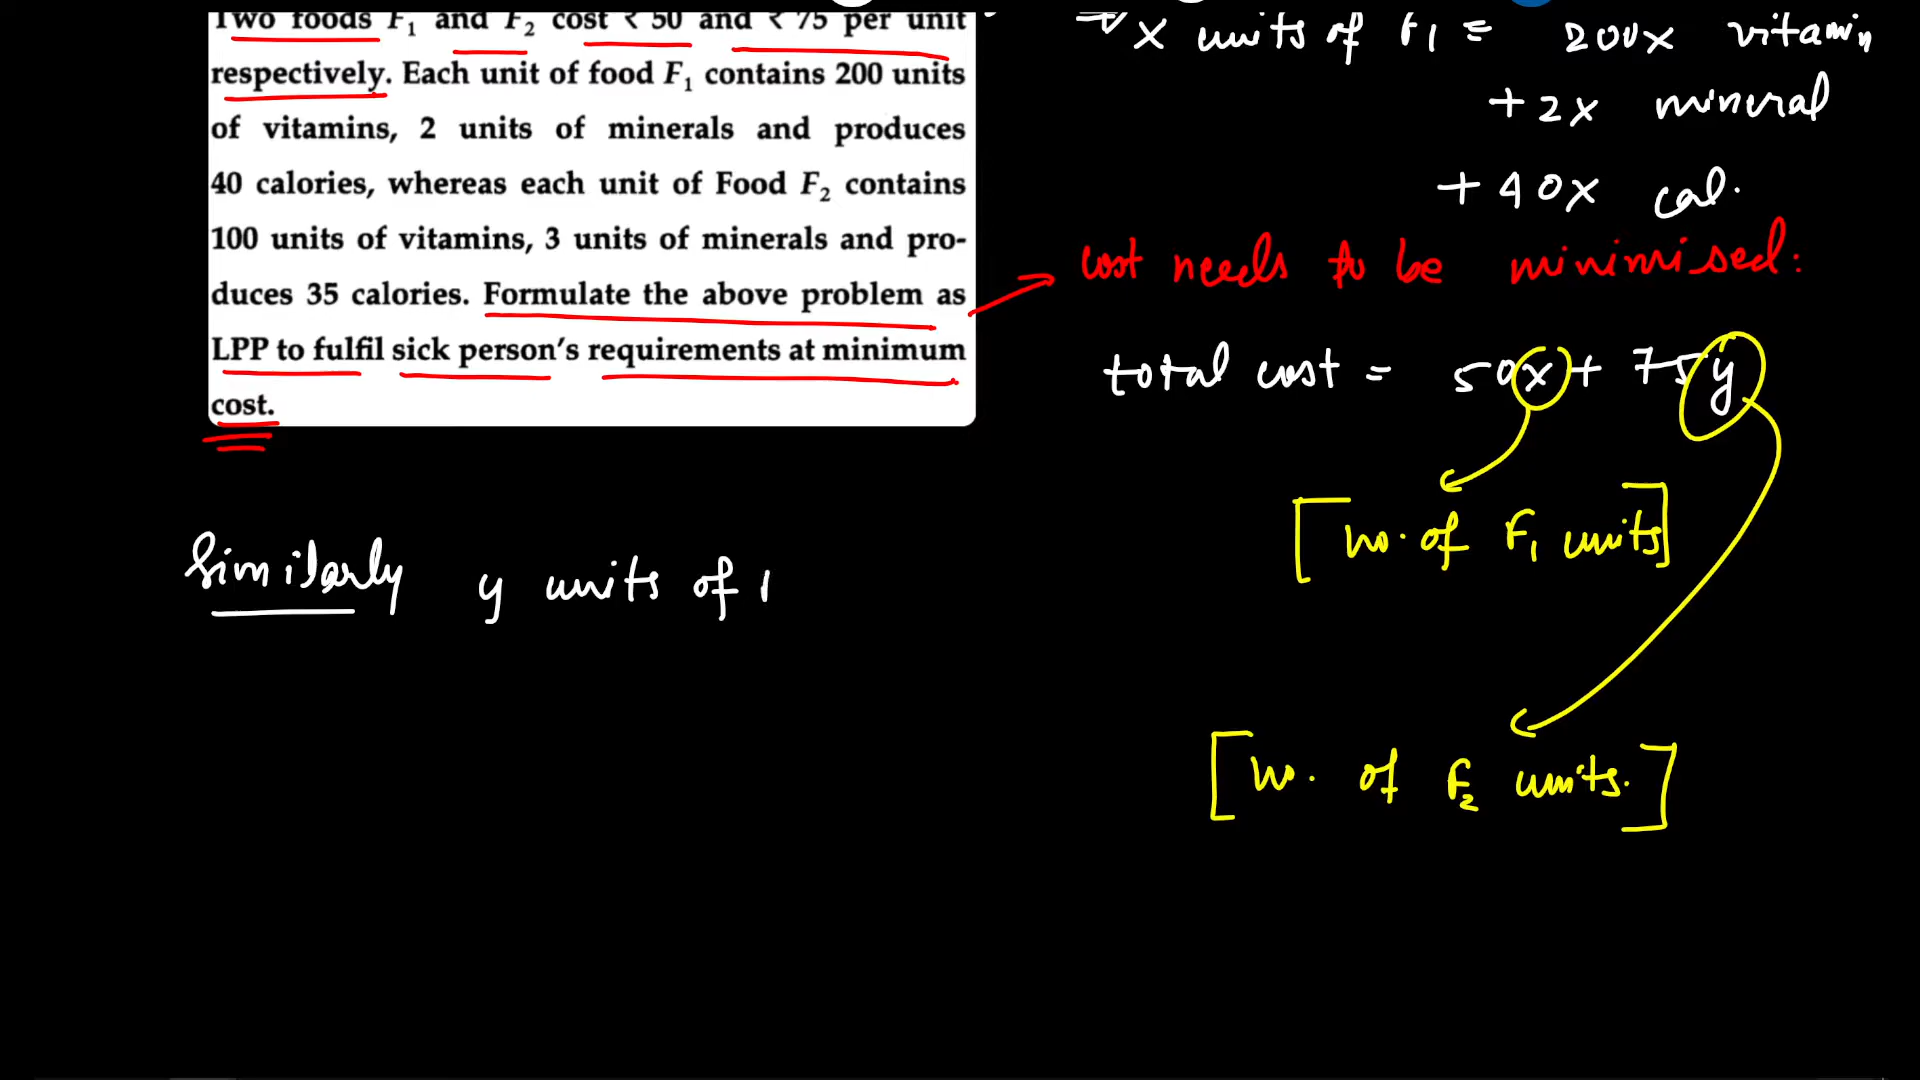 Two foods F₁ and F₂ cost ₹ 50 and ₹ 75 per unit
respectively. Each unit of food F₁ contains 200 units
of vitamins, 2 units of minerals and produces
40 calories, whereas each unit of Food F₂ contains
100 units of vitamins, 3 units of minerals and pro-
duces 35 calories. Formulate the above problem as
LPP to fulfil sick person's requirements at minimum
cost.
⇒ x units of F1 = 200x vitamin
+ 2x mineral
+ 40x cal.
cost needs to be minimised:
total cost = 50x + 75y
[no. of F₁ units]
[no. of F₂ units.]
Similarly y units of